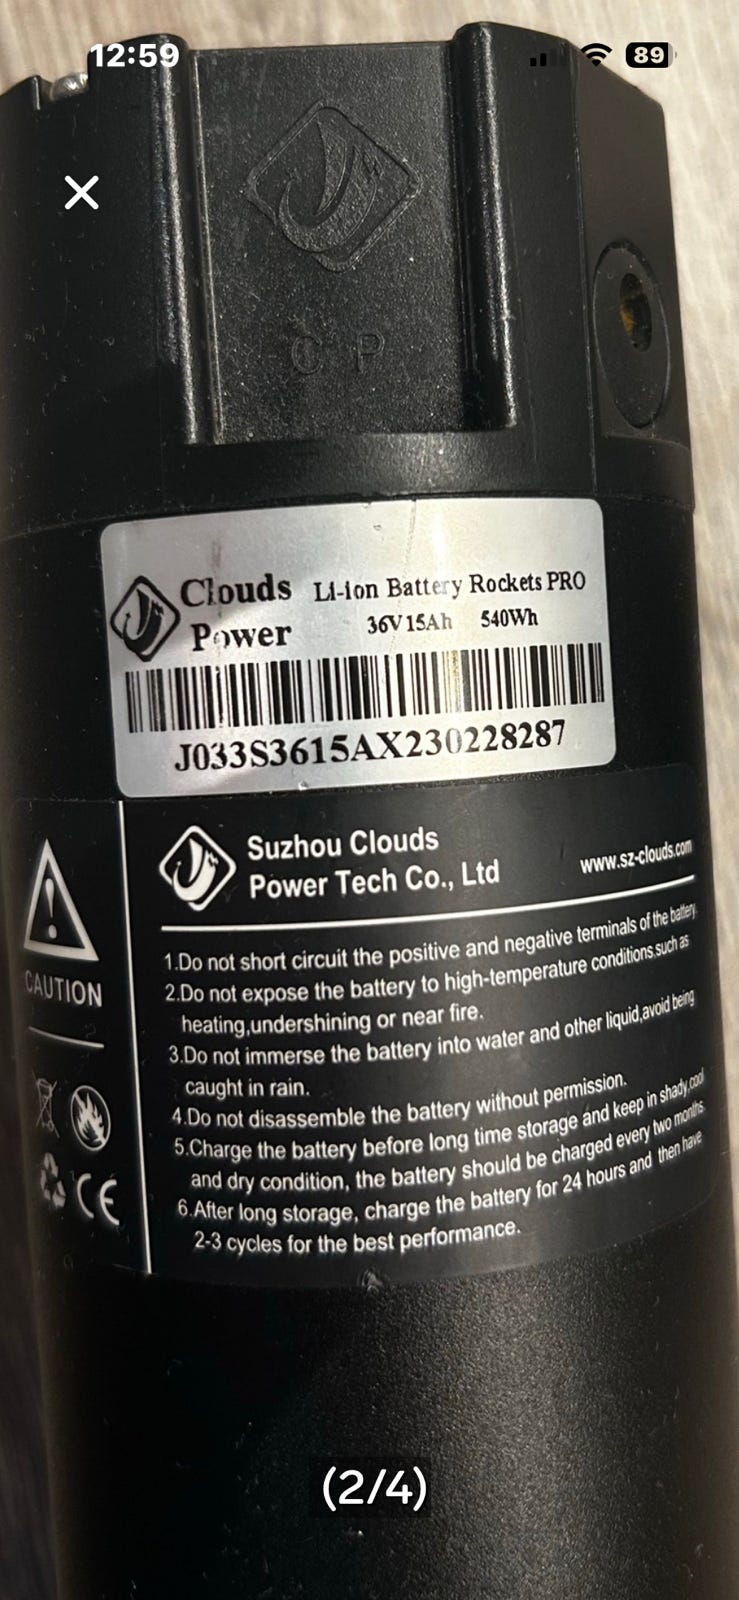 12:59
89
C P
Clouds Power
Li-ion Battery Rockets PRO
36V 15Ah 540Wh
J033S3615AX230228287
Suzhou Clouds
Power Tech Co., Ltd
www.sz-clouds.com
CAUTION
1.Do not short circuit the positive and negative terminals of the battery
2.Do not expose the battery to high-temperature conditions,such as
heating,undershining or near fire.
3.Do not immerse the battery into water and other liquid,avoid being
caught in rain.
4.Do not disassemble the battery without permission.
5.Charge the battery before long time storage and keep in shady,cool
and dry condition, the battery should be charged every two months
6.After long storage, charge the battery for 24 hours and then have
2-3 cycles for the best performance.
CE
(2/4)